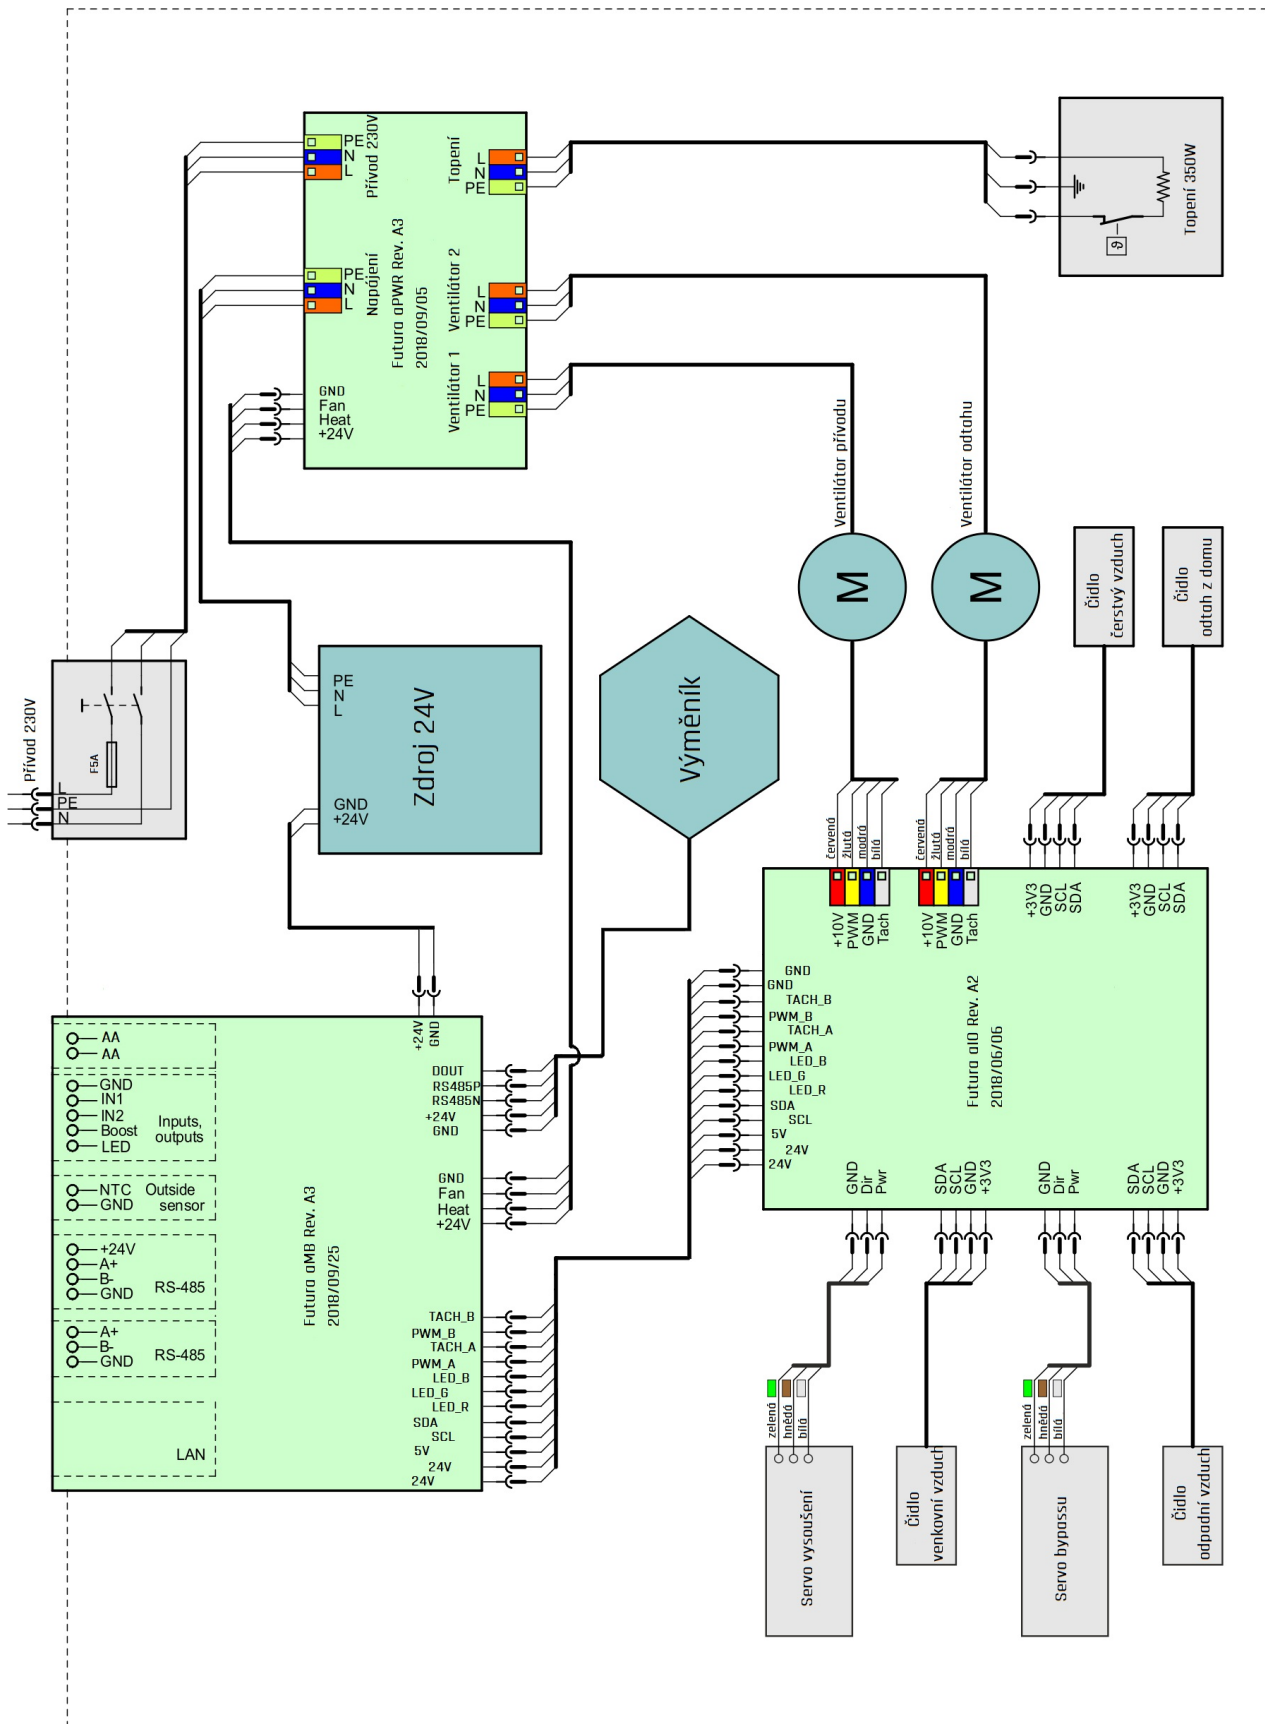 Přívod 230V
L
PE
N
F5A
PE
N
L
Přívod 230V
PE
N
L
Napájení
GND
Fan
Heat
+24V
Futura aPWR Rev. A3
2018/09/05
L
N
PE
Topení
L
N
PE
Ventilátor 2
L
N
PE
Ventilátor 1
ϑ
Topení 350W
PE
N
L
GND
+24V
Zdroj 24V
Výměník
Ventilátor přívodu
M
Ventilátor odtahu
M
Čidlo
čerstvý vzduch
Čidlo
odtah z domu
AA
AA
GND
IN1
IN2
Boost
LED
Inputs,
outputs
NTC
GND
Outside
sensor
+24V
A+
B-
GND
RS-485
A+
B-
GND
RS-485
LAN
Futura aMB Rev. A3
2018/09/25
+24V
GND
DOUT
RS485P
RS485N
+24V
GND
GND
Fan
Heat
+24V
TACH_B
PWM_B
TACH_A
PWM_A
LED_B
LED_G
LED_R
SDA
SCL
5V
24V
24V
červená
žlutá
modrá
bílá
červená
žlutá
modrá
bílá
+10V
PWM
GND
Tach
+10V
PWM
GND
Tach
+3V3
GND
SCL
SDA
+3V3
GND
SCL
SDA
GND
GND
TACH_B
PWM_B
TACH_A
PWM_A
LED_B
LED_G
LED_R
SDA
SCL
5V
24V
24V
Futura aIO Rev. A2
2018/06/06
GND
Dir
Pwr
SDA
SCL
GND
+3V3
GND
Dir
Pwr
SDA
SCL
GND
+3V3
zelená
hnědá
bílá
Servo vysoušení
Čidlo
venkovní vzduch
zelená
hnědá
bílá
Servo bypassu
Čidlo
odpadní vzduch